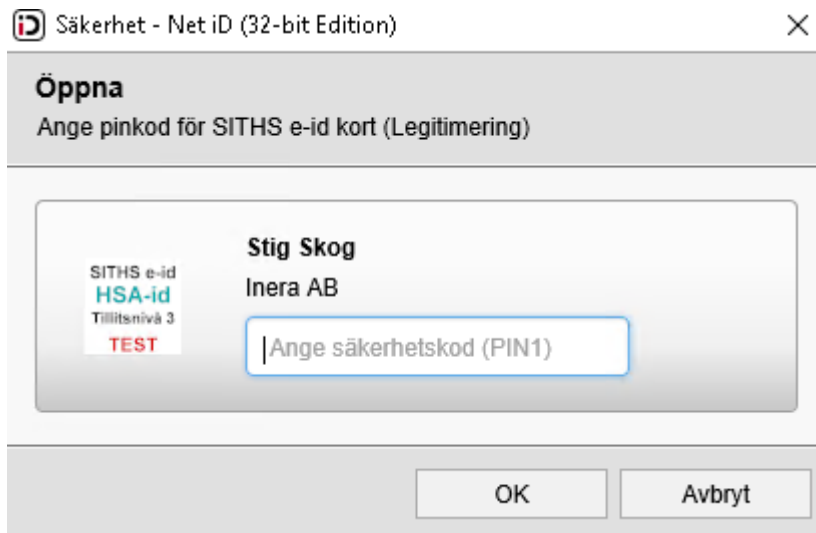 Säkerhet - Net iD (32-bit Edition)
Öppna
Ange pinkod för SITHS e-id kort (Legitimering)
SITHS e-id
HSA-id
Tillitsnivå 3
TEST
Stig Skog
Inera AB
Ange säkerhetskod (PIN1)
OK
Avbryt